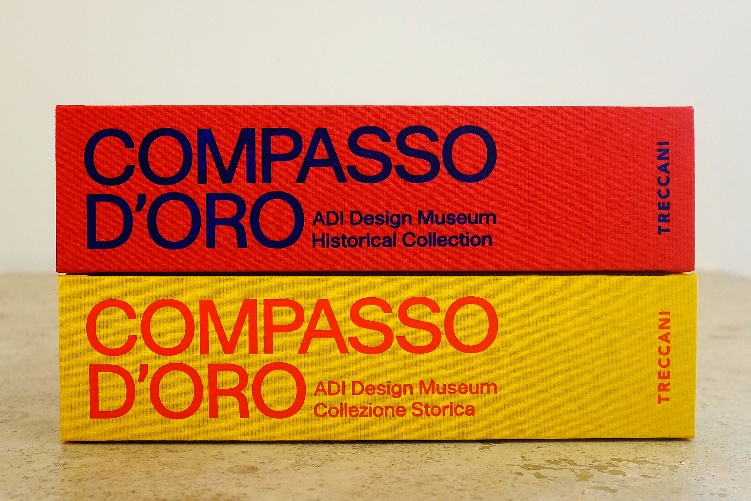 COMPASSO
D'ORO
ADI Design Museum
Historical Collection
TRECCANI
COMPASSO
D'ORO
ADI Design Museum
Collezione Storica
TRECCANI